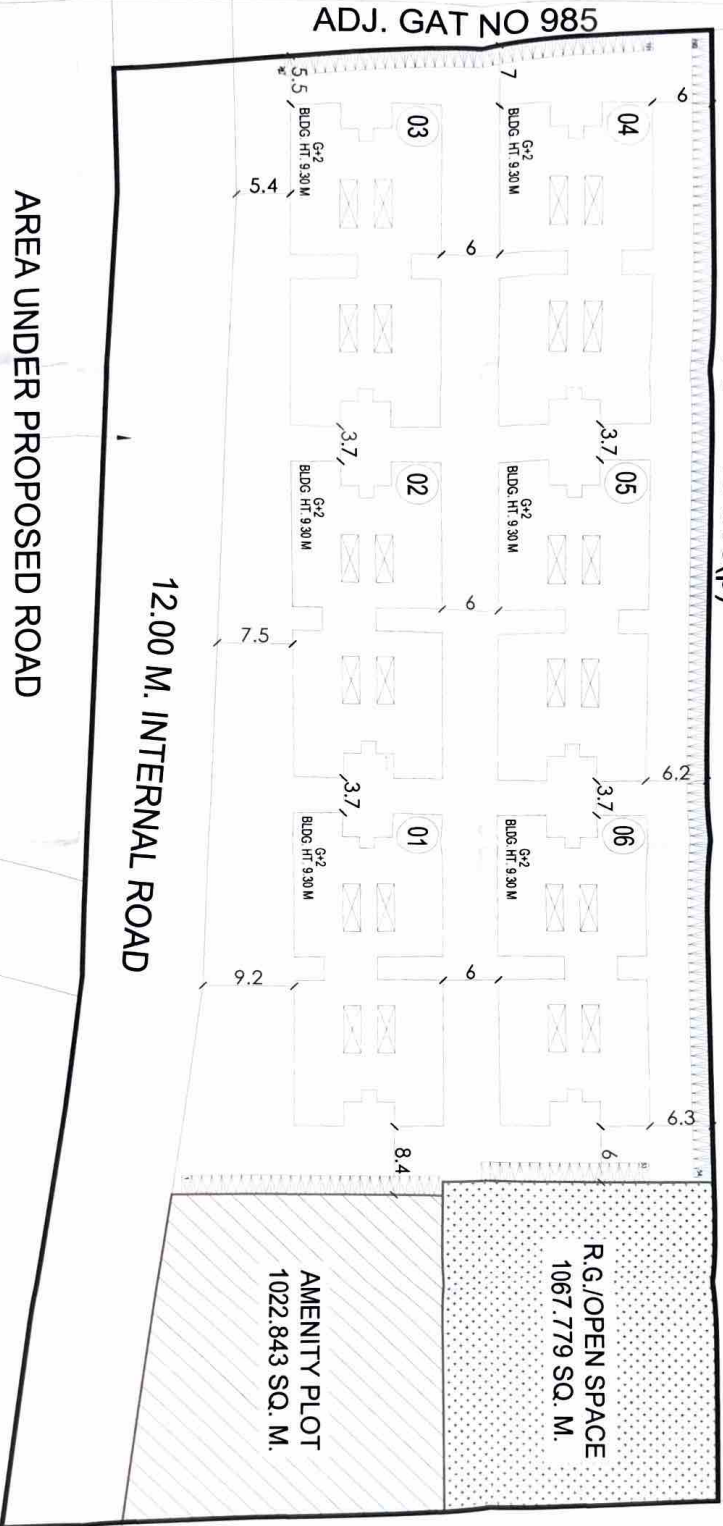 ADJ. GAT NO 985
5.5
7
6
03
04
G+2
BLDG. HT. 9.30 M
G+2
BLDG. HT. 9.30 M
5.4
6
3.7
3.7
02
05
G+2
BLDG. HT. 9.30 M
G+2
BLDG. HT. 9.30 M
7.5
6
6.2
3.7
3.7
01
06
G+2
BLDG. HT. 9.30 M
G+2
BLDG. HT. 9.30 M
9.2
6
6.3
8.4
6
12.00 M. INTERNAL ROAD
AREA UNDER PROPOSED ROAD
R.G./OPEN SPACE
1067.779 SQ. M.
AMENITY PLOT
1022.843 SQ. M.